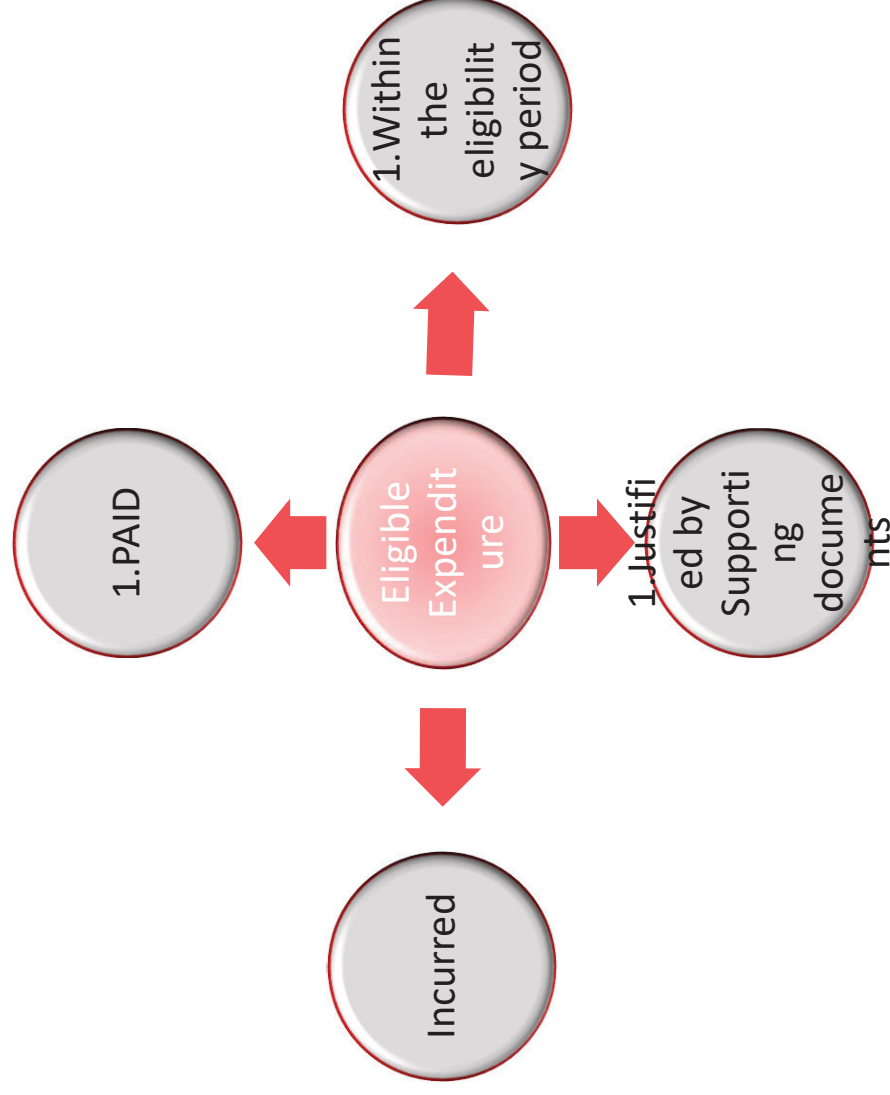 1.PAID
Incurred
Eligible
Expendit
ure
1.Within
the
eligibilit
y period
1.Justifi
ed by
Supporti
ng
docume
nts